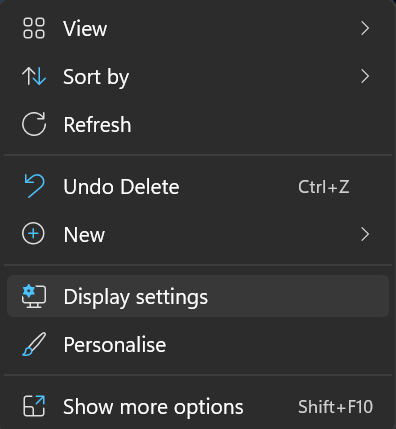 View
Sort by
Refresh
Undo Delete Ctrl+Z
New
Display settings
Personalise
Show more options Shift+F10